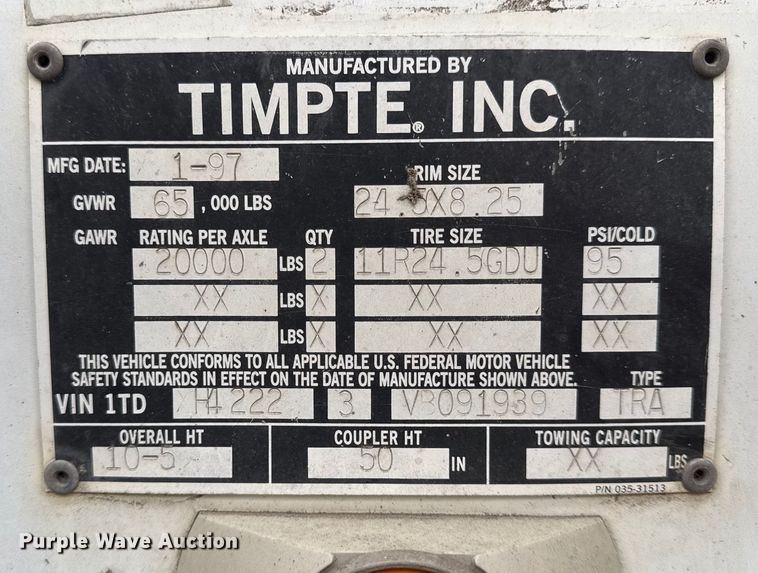 MANUFACTURED BY
TIMPTE® INC.
MFG DATE: 1-97 RIM SIZE
GVWR 65 ,000 LBS 24.5X8.25
GAWR RATING PER AXLE QTY TIRE SIZE PSI/COLD
20000 LBS 2 11R24.5GDU 95
XX LBS X XX XX
XX LBS X XX XX
THIS VEHICLE CONFORMS TO ALL APPLICABLE U.S. FEDERAL MOTOR VEHICLE
SAFETY STANDARDS IN EFFECT ON THE DATE OF MANUFACTURE SHOWN ABOVE. TYPE
VIN 1TD H4222 3 VB091939 TRA
OVERALL HT COUPLER HT TOWING CAPACITY
10-5 50 IN XX LBS
P/N 035-31513
Purple Wave Auction